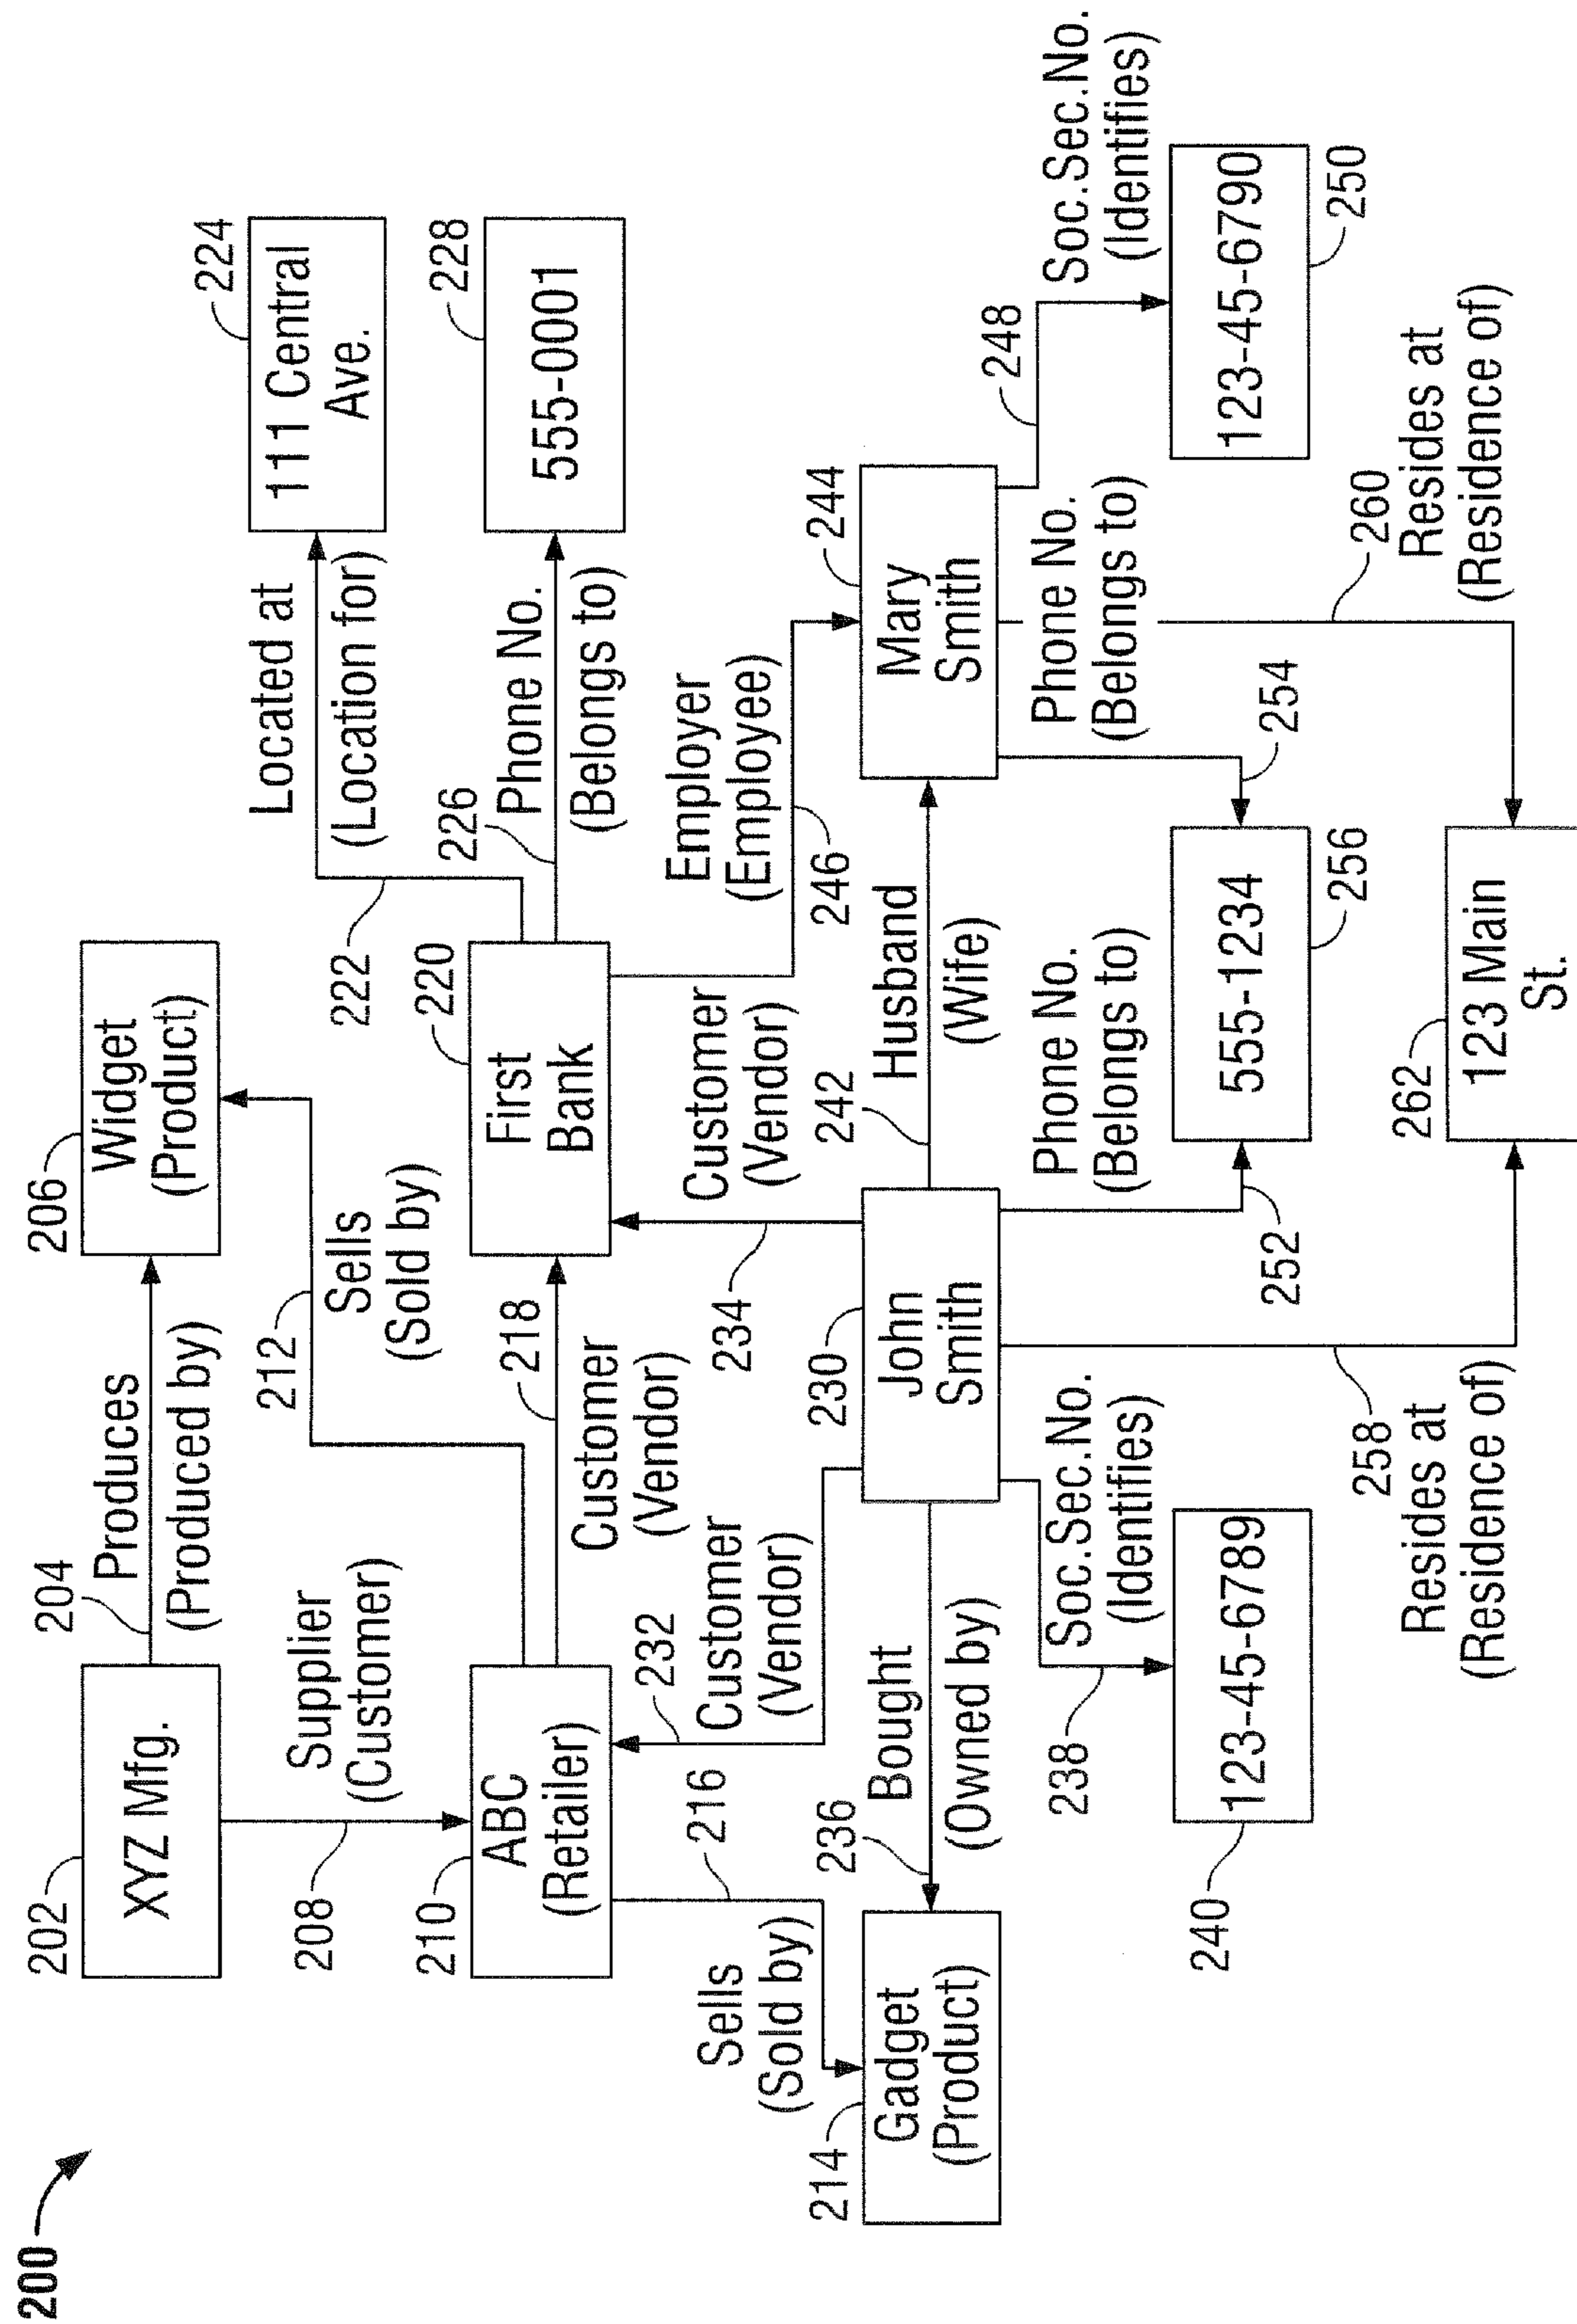 200
202
XYZ Mfg.
204
Produces
(Produced by)
206
Widget
(Product)
208
Supplier
(Customer)
212
Sells
(Sold by)
222
Located at
(Location for)
224
111 Central
Ave.
210
ABC
(Retailer)
218
Customer
(Vendor)
220
First
Bank
226
Phone No.
(Belongs to)
228
555-0001
216
Sells
(Sold by)
232
Customer
(Vendor)
234
Customer
(Vendor)
246
Employer
(Employee)
214
Gadget
(Product)
236
Bought
(Owned by)
230
John
Smith
242
Husband
(Wife)
244
Mary
Smith
238
Soc.Sec.No.
(Identifies)
252
Phone No.
(Belongs to)
254
Phone No.
(Belongs to)
248
Soc.Sec.No.
(Identifies)
240
123-45-6789
256
555-1234
250
123-45-6790
258
Resides at
(Residence of)
262
123 Main
St.
260
Resides at
(Residence of)